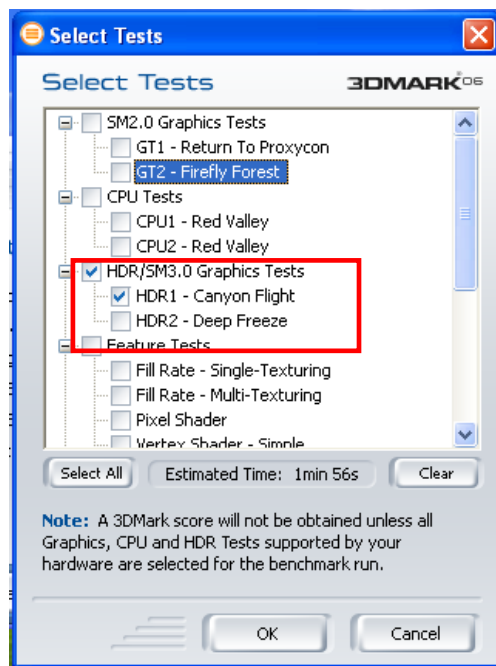 Select Tests
Select Tests 3DMARK®06
SM2.0 Graphics Tests
GT1 - Return To Proxycon
GT2 - Firefly Forest
CPU Tests
CPU1 - Red Valley
CPU2 - Red Valley
HDR/SM3.0 Graphics Tests
HDR1 - Canyon Flight
HDR2 - Deep Freeze
Feature Tests
Fill Rate - Single-Texturing
Fill Rate - Multi-Texturing
Pixel Shader
Vertex Shader - Simple
Select All Estimated Time: 1min 56s Clear
Note: A 3DMark score will not be obtained unless all
Graphics, CPU and HDR Tests supported by your
hardware are selected for the benchmark run.
OK Cancel